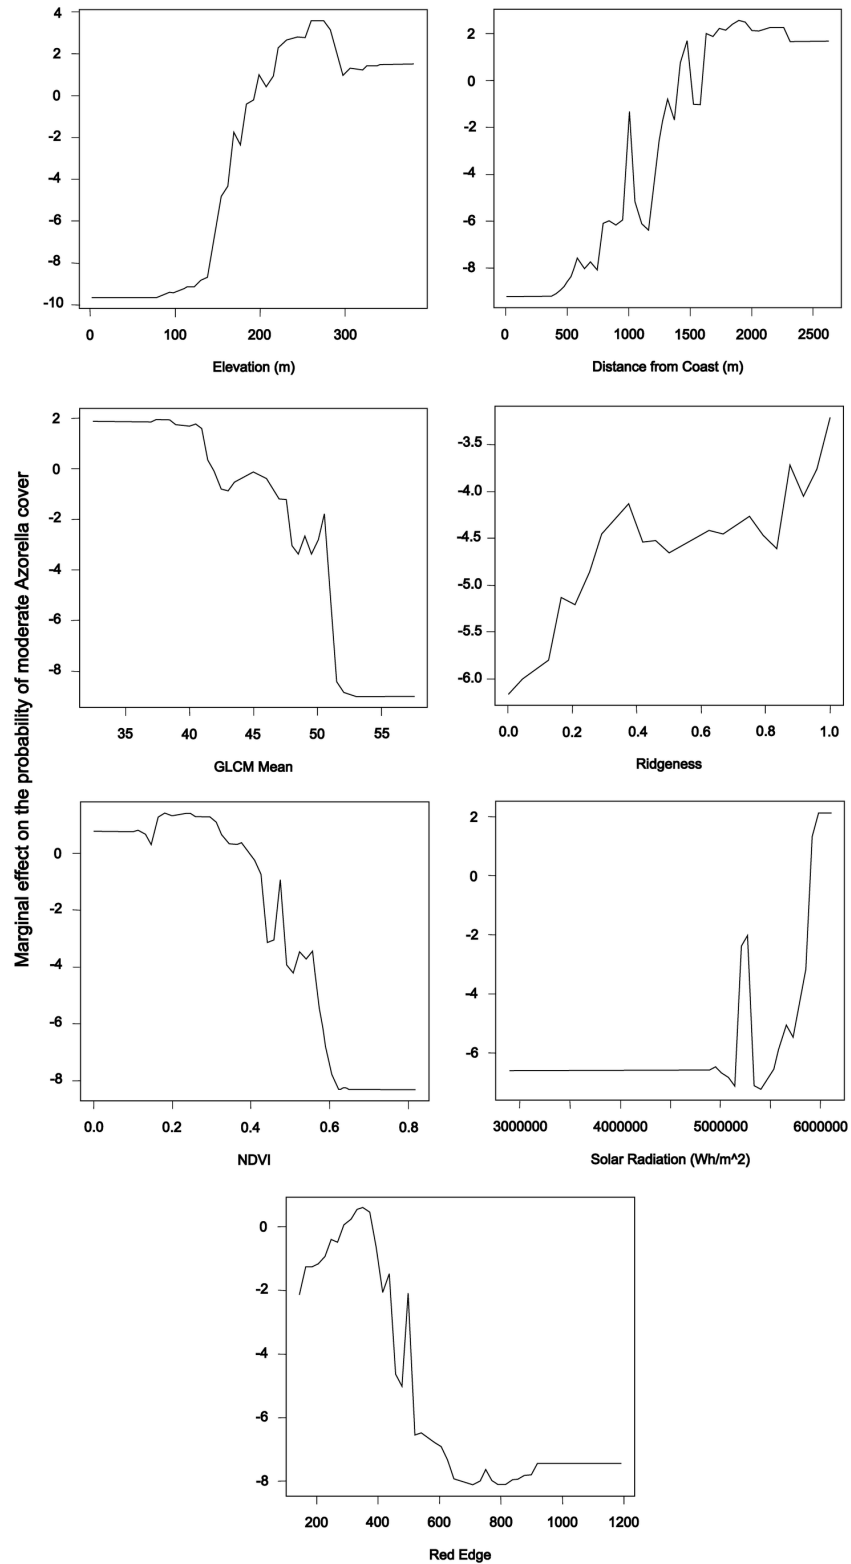 Marginal effect on the probability of moderate Azorella cover
4
2
0
-2
-4
-6
-8
-10
0 100 200 300
Elevation (m)
2
0
-2
-4
-6
-8
0 500 1000 1500 2000 2500
Distance from Coast (m)
2
0
-2
-4
-6
-8
35 40 45 50 55
GLCM Mean
-3.5
-4.0
-4.5
-5.0
-5.5
-6.0
0.0 0.2 0.4 0.6 0.8 1.0
Ridgeness
0
-2
-4
-6
-8
0.0 0.2 0.4 0.6 0.8
NDVI
2
0
-2
-4
-6
3000000 4000000 5000000 6000000
Solar Radiation (Wh/m^2)
0
-2
-4
-6
-8
200 400 600 800 1000 1200
Red Edge